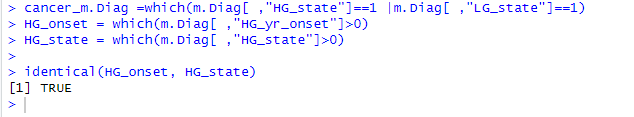 > cancer_m.Diag =which(m.Diag[ ,"HG_state"]==1 |m.Diag[ ,"LG_state"]==1)
> HG_onset = which(m.Diag[ ,"HG_yr_onset"]>0)
> HG_state = which(m.Diag[ ,"HG_state"]>0)
>
> identical(HG_onset, HG_state)
[1] TRUE
>